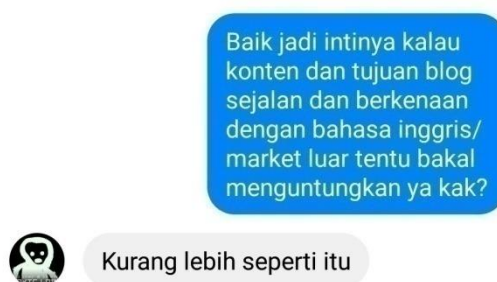 Baik jadi intinya kalau
konten dan tujuan blog
sejalan dan berkenaan
dengan bahasa inggris/
market luar tentu bakal
menguntungkan ya kak?
Kurang lebih seperti itu